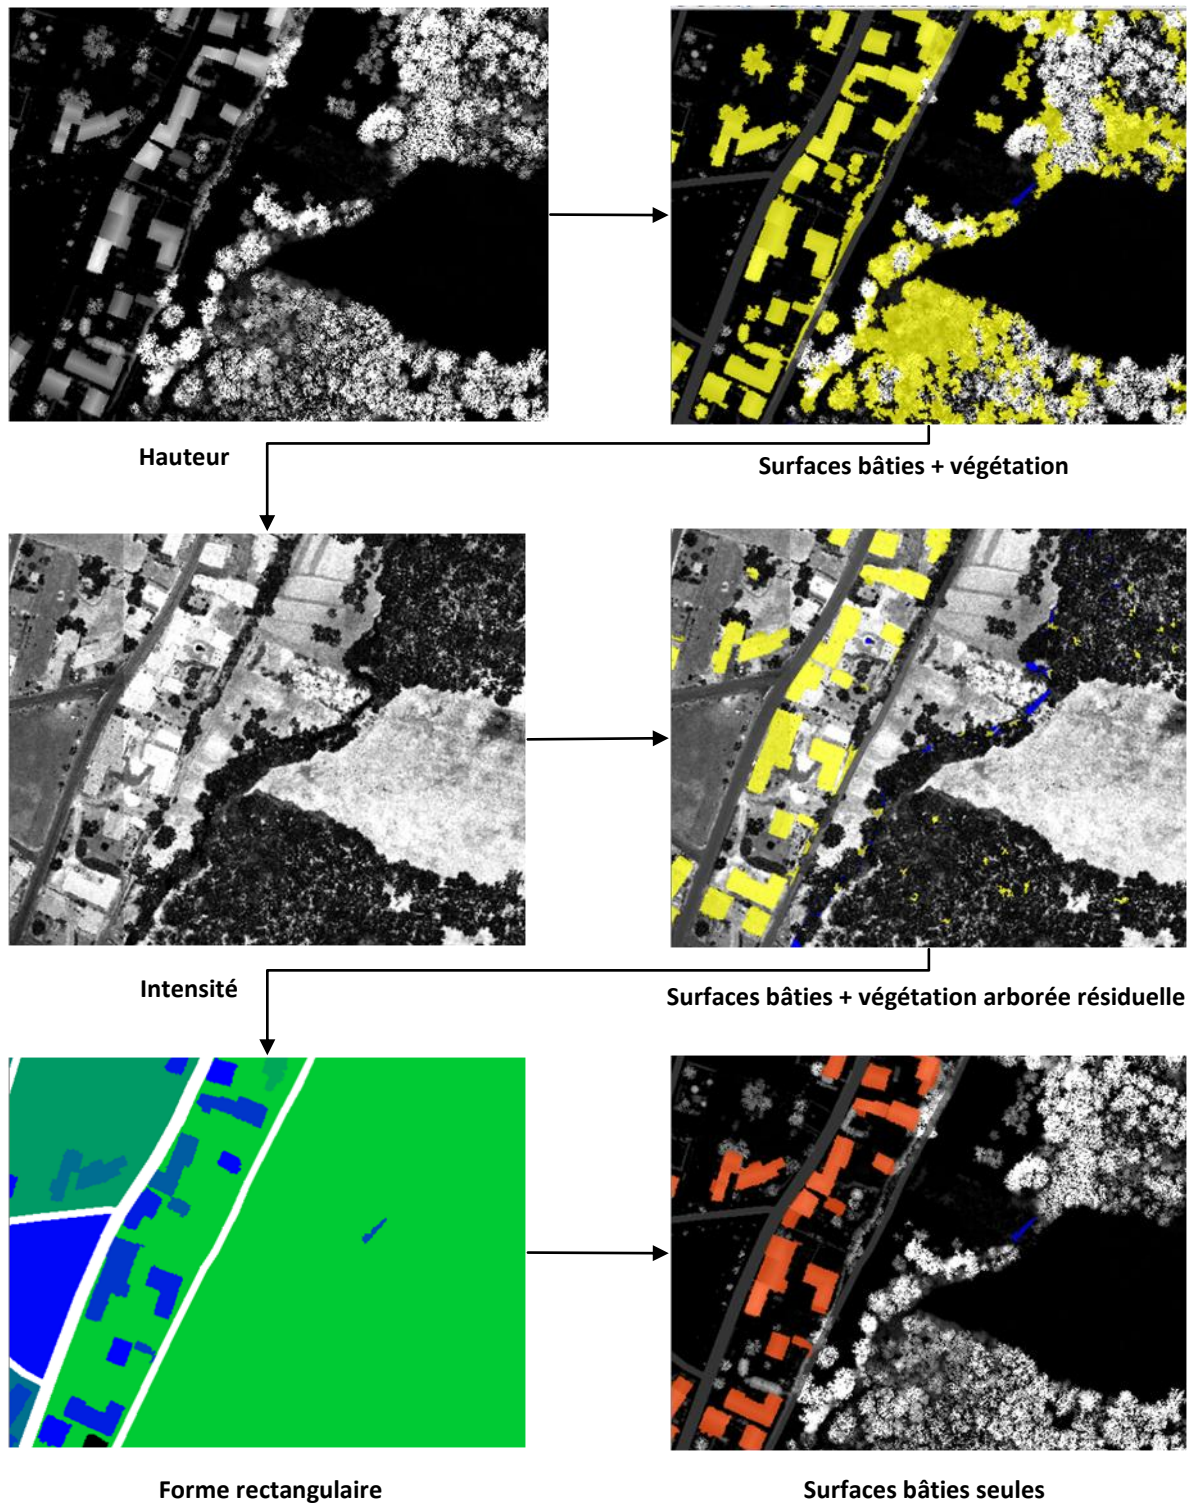 Hauteur
Surfaces bâties + végétation
Intensité
Surfaces bâties + végétation arborée résiduelle
Forme rectangulaire
Surfaces bâties seules